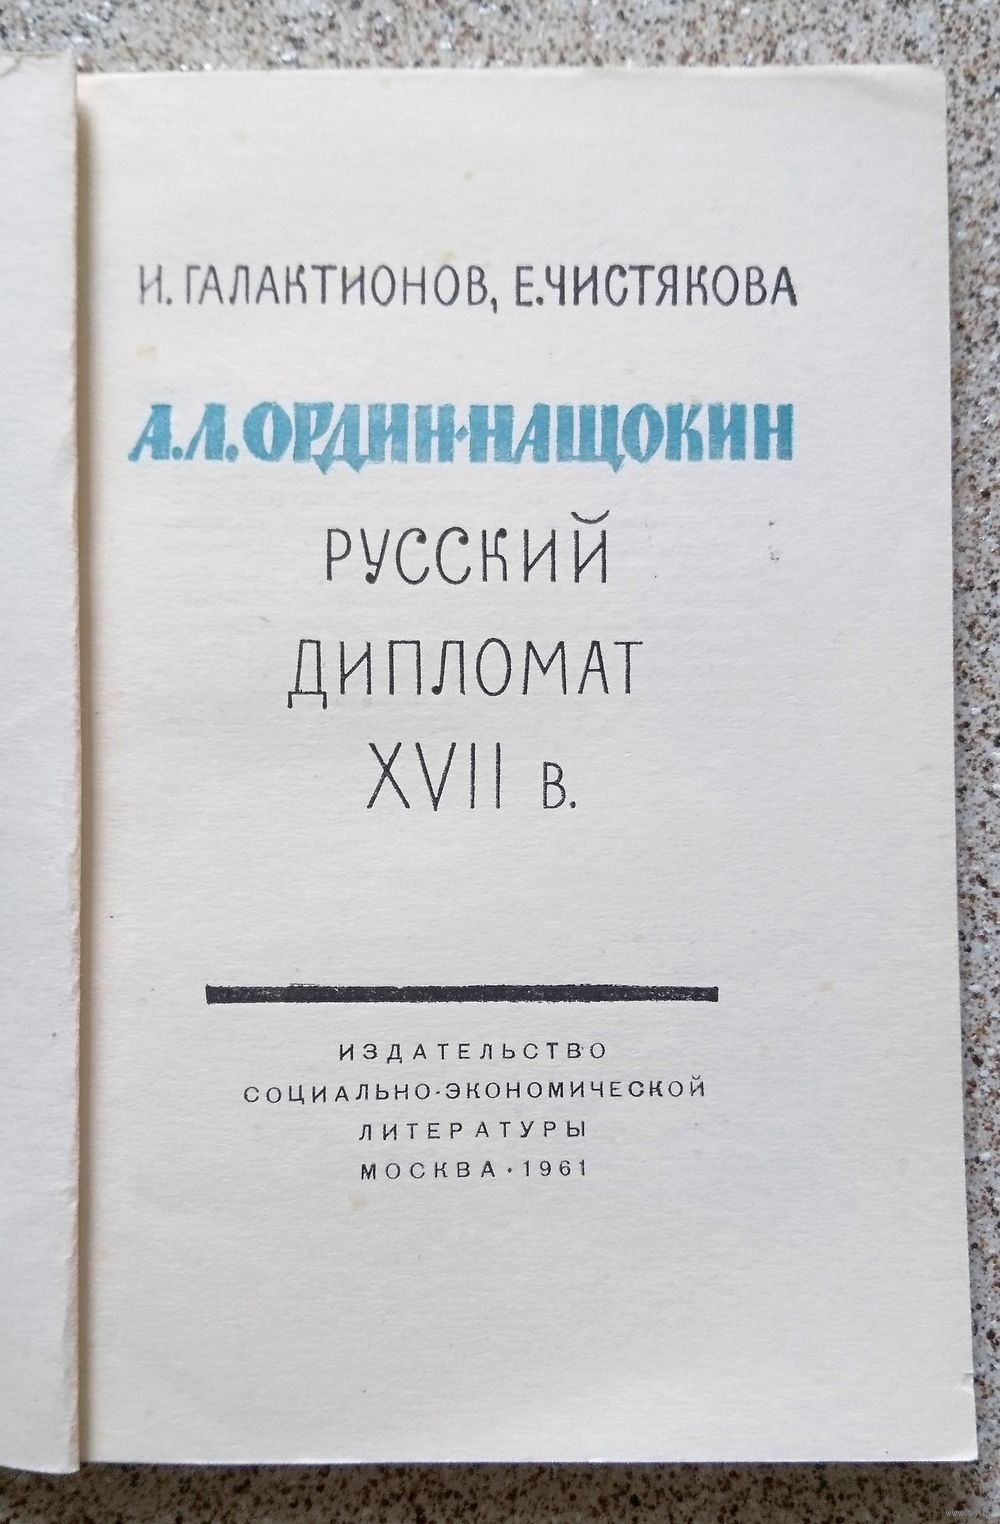 И. ГАЛАКТИОНОВ, Е. ЧИСТЯКОВА
А.Л. ОРДИН-НАЩОКИН
РУССКИЙ
ДИПЛОМАТ
XVII В.
ИЗДАТЕЛЬСТВО
СОЦИАЛЬНО-ЭКОНОМИЧЕСКОЙ
ЛИТЕРАТУРЫ
МОСКВА · 1961